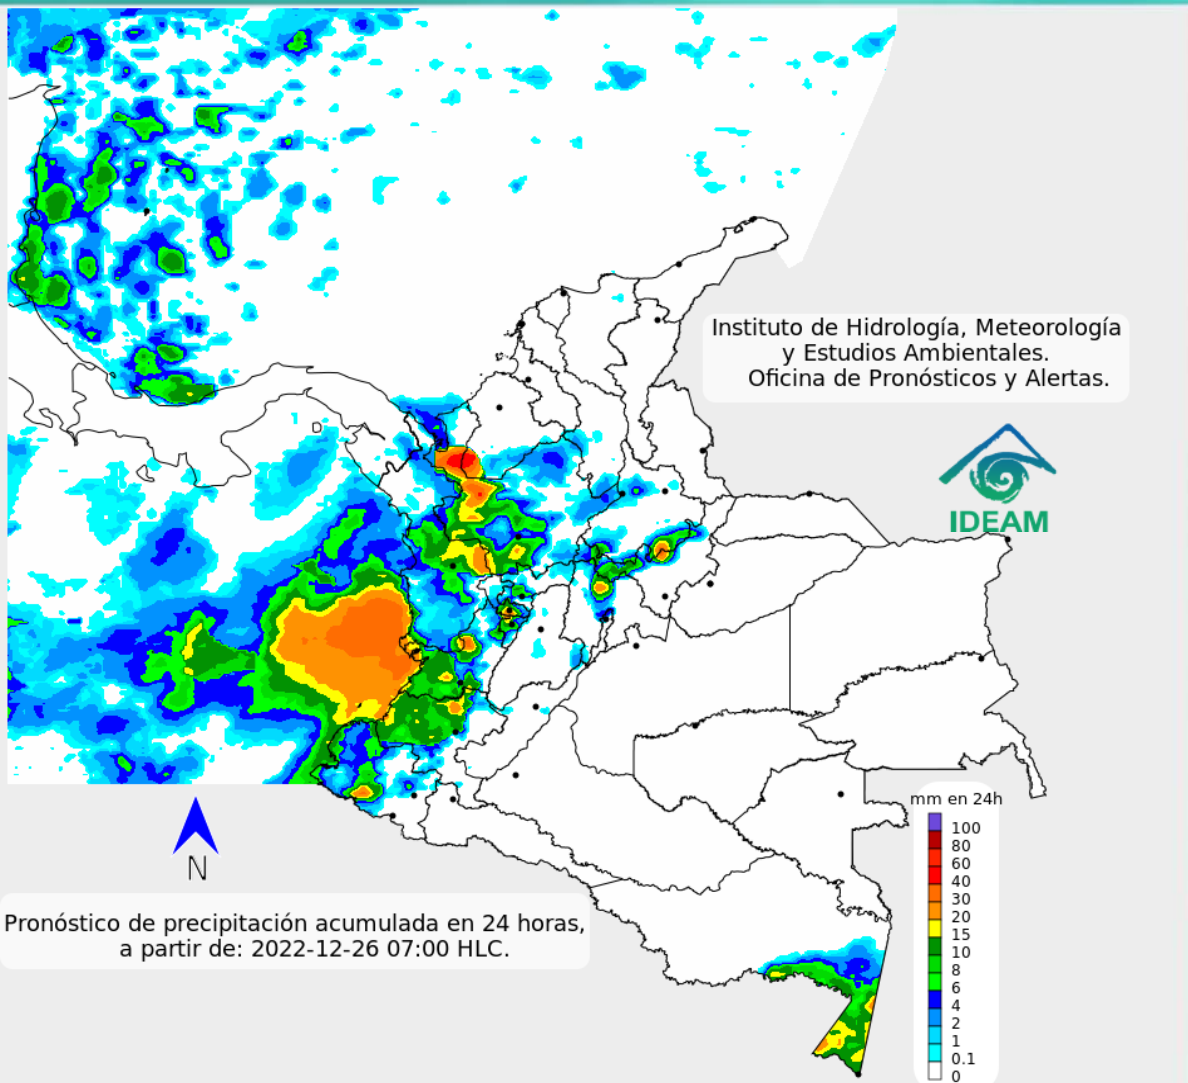 Instituto de Hidrología, Meteorología
y Estudios Ambientales.
Oficina de Pronósticos y Alertas.
IDEAM
mm en 24h
100
80
60
40
30
20
15
10
8
6
4
2
1
0.1
0
N
Pronóstico de precipitación acumulada en 24 horas,
a partir de: 2022-12-26 07:00 HLC.